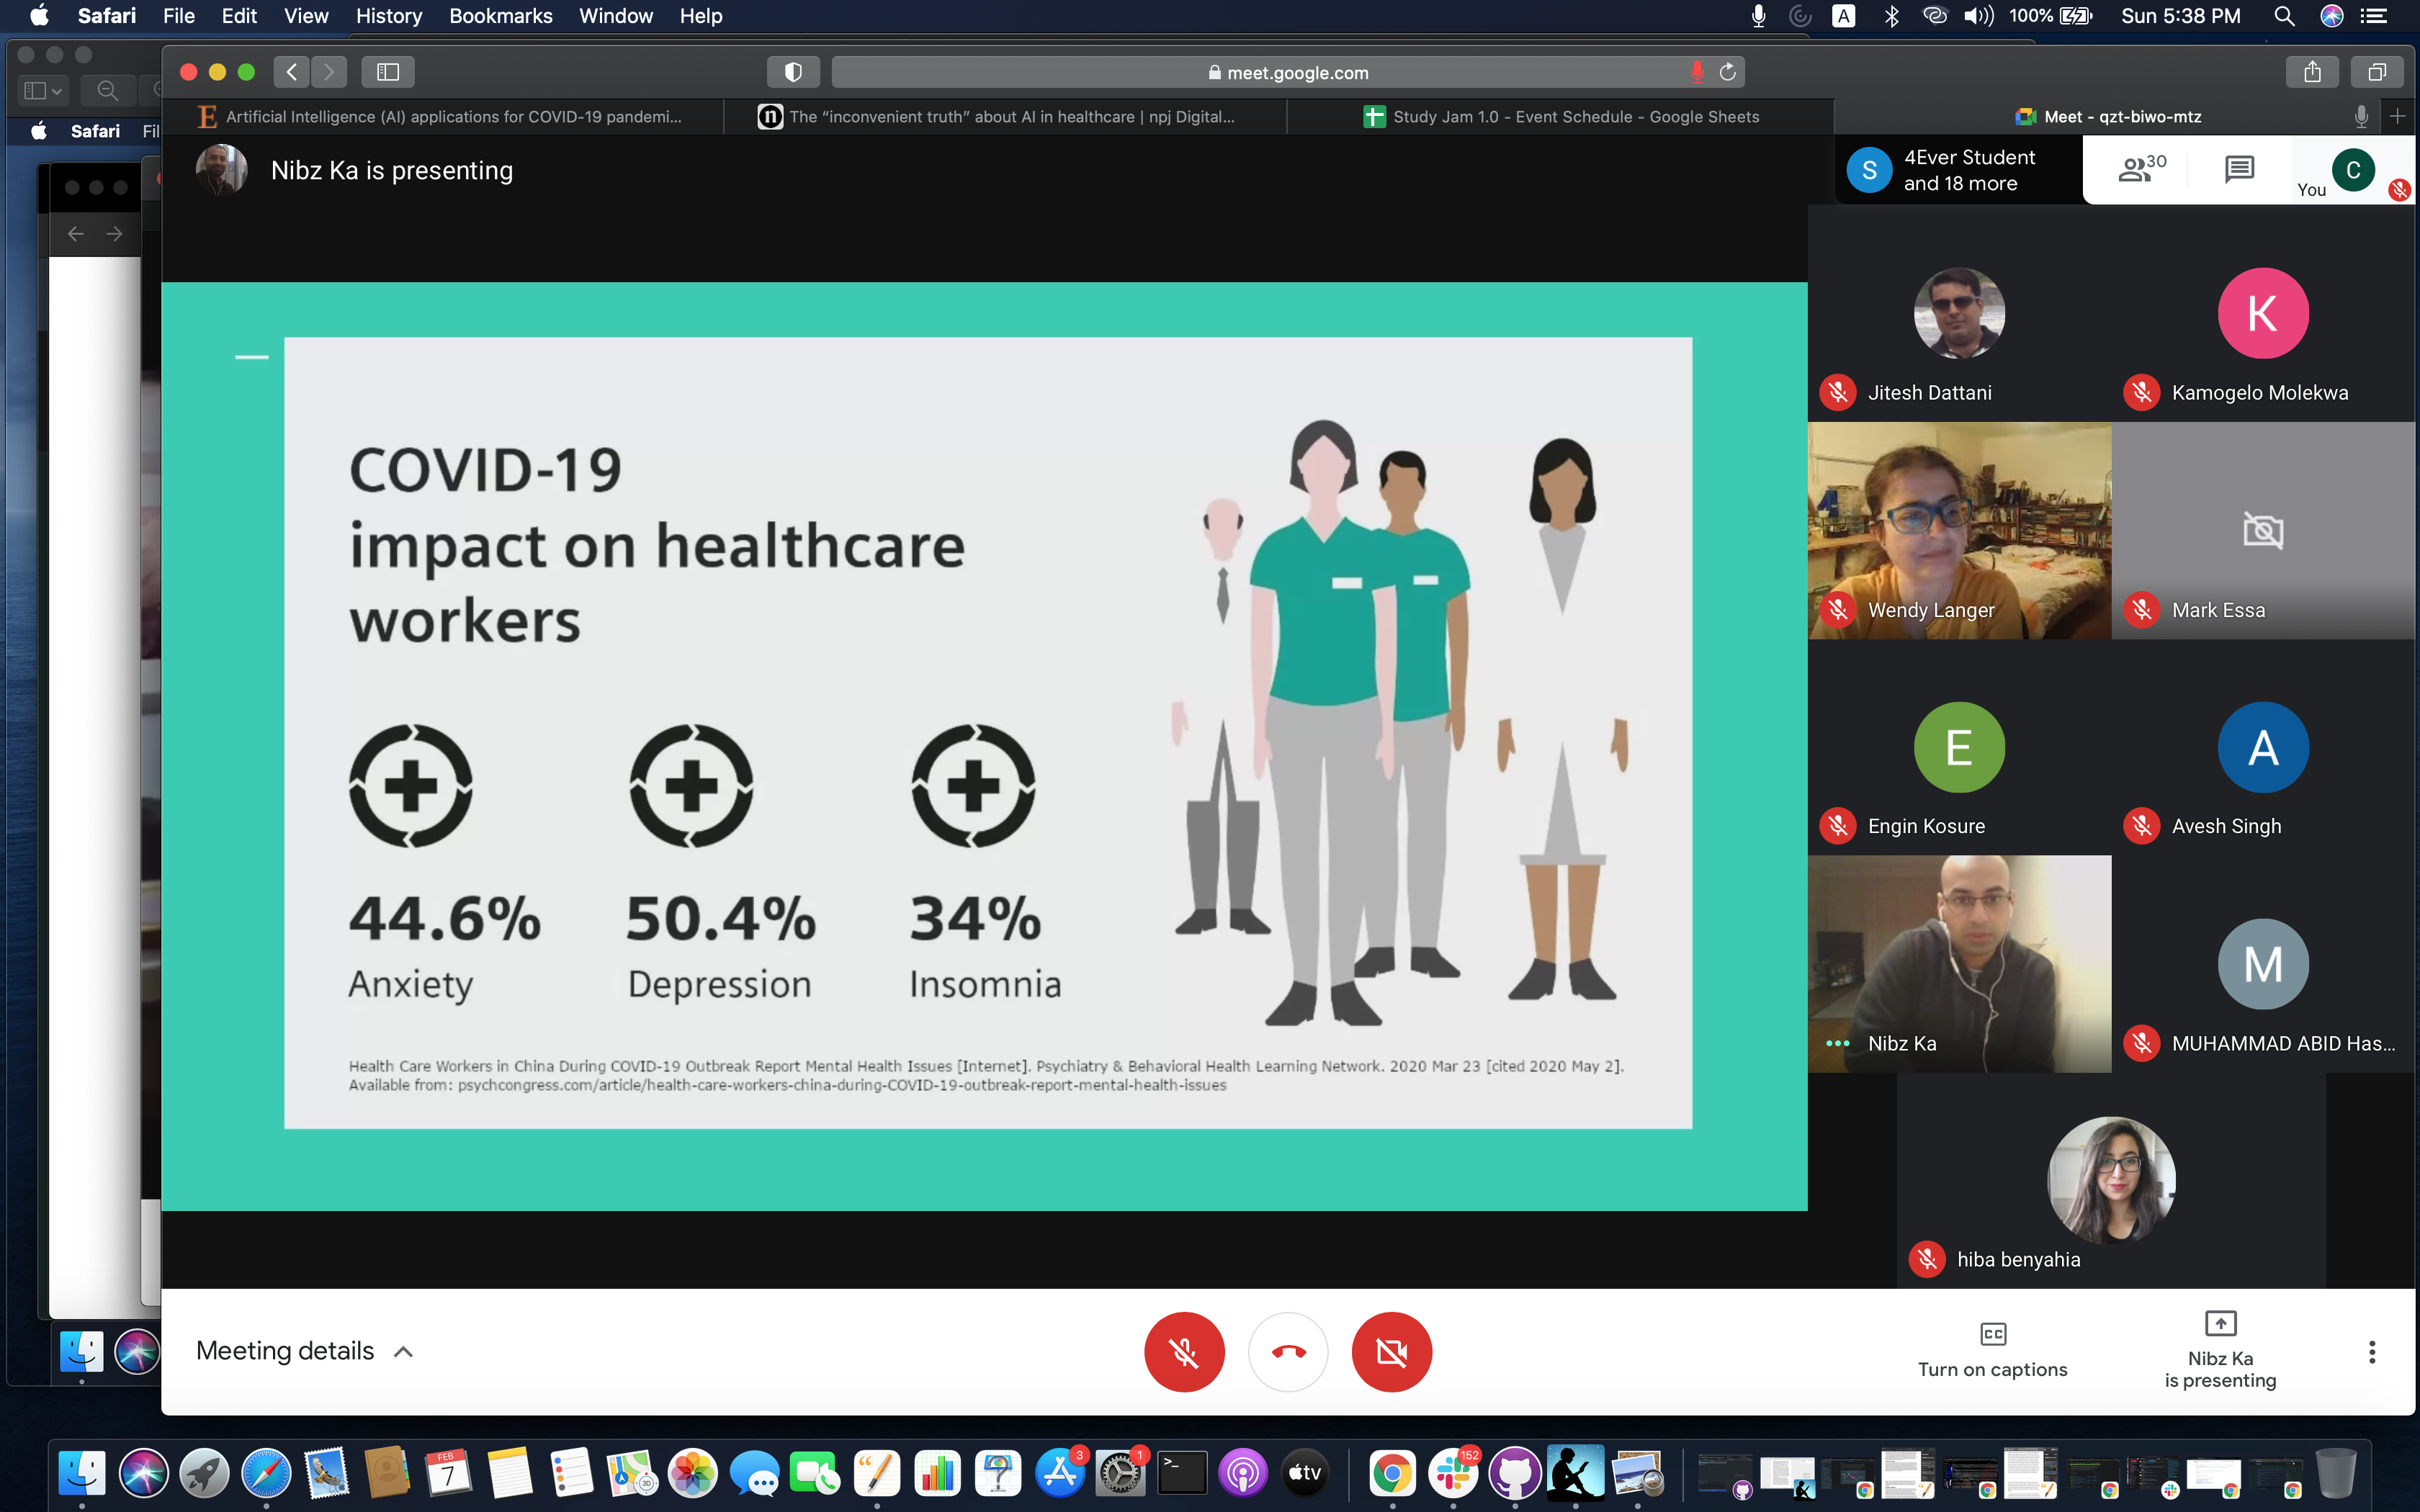 Safari File Edit View History Bookmarks Window Help
A 100% Sun 5:38 PM
meet.google.com
Safari Fil
E Artificial Intelligence (AI) applications for COVID-19 pandemi...
n The “inconvenient truth” about AI in healthcare | npj Digital...
Study Jam 1.0 - Event Schedule - Google Sheets
Meet - qzt-biwo-mtz
Nibz Ka is presenting
S
4Ever Student
and 18 more
30
You
C
COVID-19
impact on healthcare
workers
44.6% 50.4% 34%
Anxiety Depression Insomnia
Health Care Workers in China During COVID-19 Outbreak Report Mental Health Issues [Internet]. Psychiatry & Behavioral Health Learning Network. 2020 Mar 23 [cited 2020 May 2].
Available from: psychcongress.com/article/health-care-workers-china-during-COVID-19-outbreak-report-mental-health-issues
K
Jitesh Dattani
Kamogelo Molekwa
Wendy Langer
Mark Essa
E
A
Engin Kosure
Avesh Singh
M
Nibz Ka
MUHAMMAD ABID Has...
hiba benyahia
Meeting details
CC
Turn on captions
Nibz Ka
is presenting
FEB
7
3D
3
1
>_
tv
152